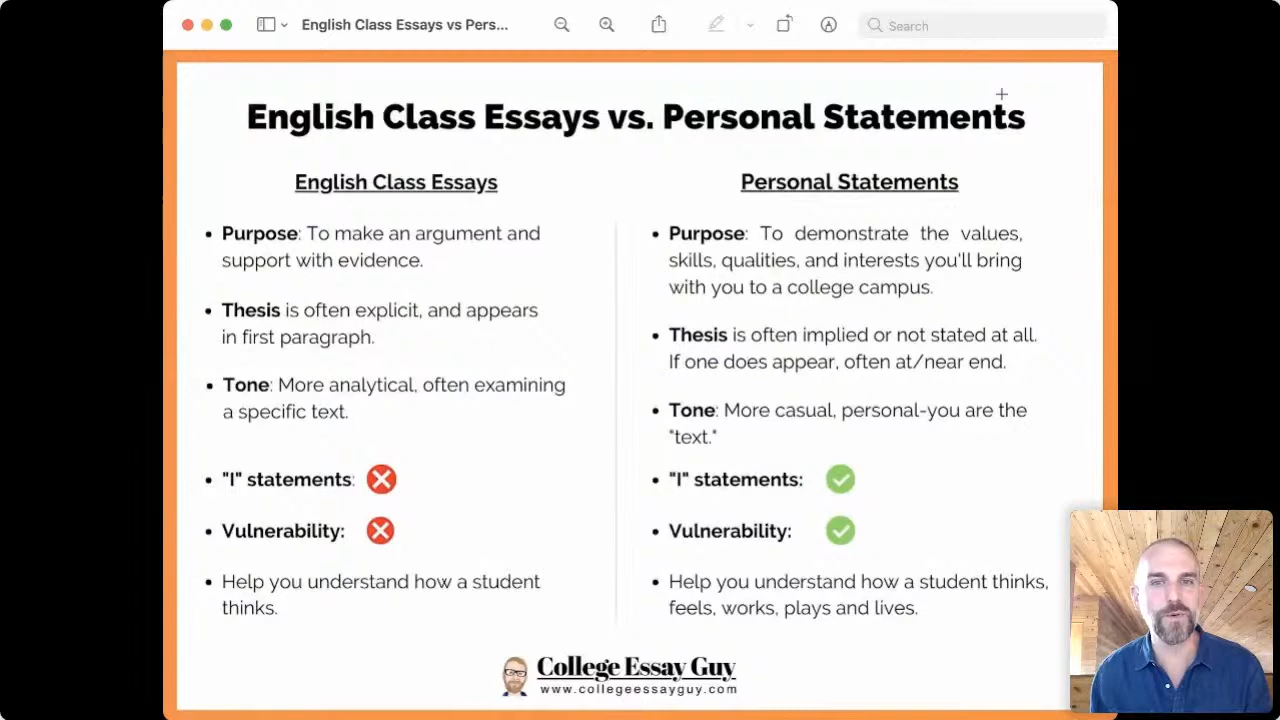 English Class Essays vs Pers...
Search
English Class Essays vs. Personal Statements
English Class Essays
• Purpose: To make an argument and
support with evidence.
• Thesis is often explicit, and appears
in first paragraph.
• Tone: More analytical, often examining
a specific text.
• "I" statements:
• Vulnerability:
• Help you understand how a student
thinks.
Personal Statements
• Purpose: To demonstrate the values,
skills, qualities, and interests you'll bring
with you to a college campus.
• Thesis is often implied or not stated at all.
If one does appear, often at/near end.
• Tone: More casual, personal-you are the
"text."
• "I" statements:
• Vulnerability:
• Help you understand how a student thinks,
feels, works, plays and lives.
College Essay Guy
www.collegeessayguy.com